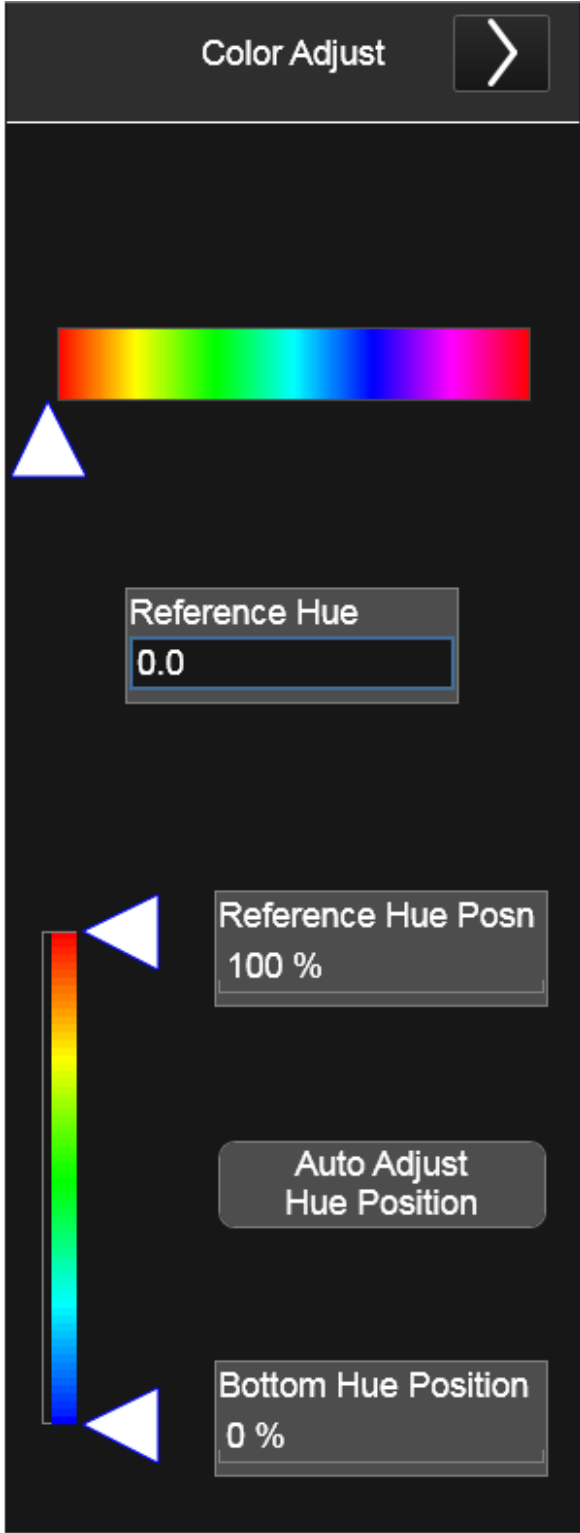 Color Adjust
Reference Hue
0.0
Reference Hue Posn
100 %
Auto Adjust
Hue Position
Bottom Hue Position
0 %